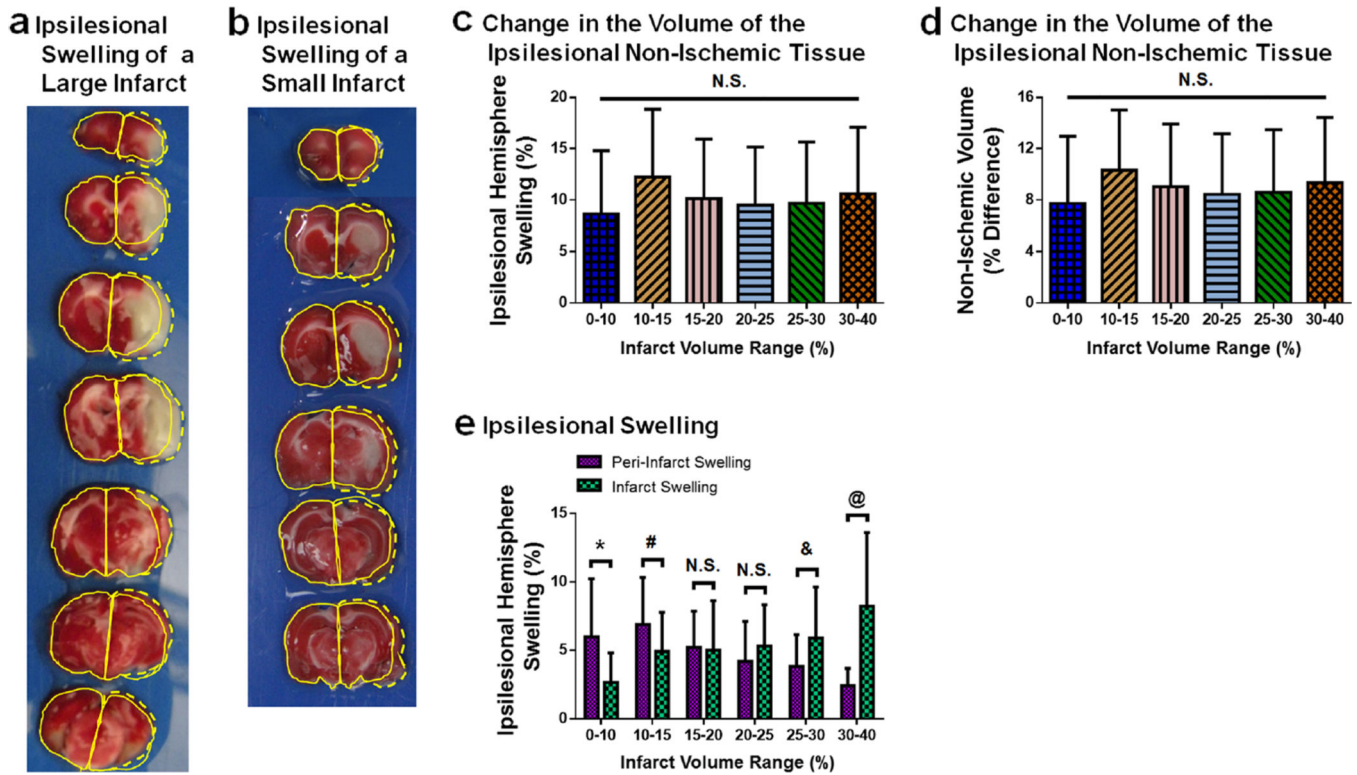 a Ipsilesional
Swelling of a
Large Infarct
b Ipsilesional
Swelling of a
Small Infarct
c Change in the Volume of the
Ipsilesional Non-Ischemic Tissue
N.S.
Ipsilesional Hemisphere
Swelling (%)
20
15
10
5
0
0-10 10-15 15-20 20-25 25-30 30-40
Infarct Volume Range (%)
d Change in the Volume of the
Ipsilesional Non-Ischemic Tissue
N.S.
Non-Ischemic Volume
(% Difference)
16
12
8
4
0
0-10 10-15 15-20 20-25 25-30 30-40
Infarct Volume Range (%)
e Ipsilesional Swelling
Peri-Infarct Swelling
Infarct Swelling
Ipsilesional Hemisphere
Swelling (%)
15
10
5
0
* # N.S. N.S. & @
0-10 10-15 15-20 20-25 25-30 30-40
Infarct Volume Range (%)